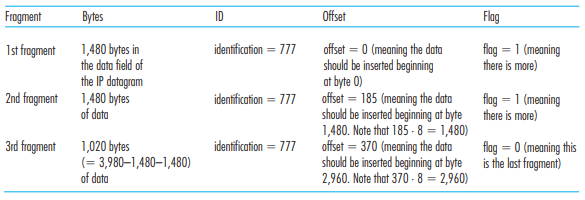 Fragment Bytes ID Offset Flag
1st fragment 1,480 bytes in identification = 777 offset = 0 (meaning the data flag = 1 (meaning
the data field of should be inserted beginning there is more)
the IP datagram at byte 0)
2nd fragment 1,480 bytes identification = 777 offset = 185 (meaning the data flag = 1 (meaning
of data should be inserted beginning at byte there is more)
1,480. Note that 185 · 8 = 1,480)
3rd fragment 1,020 bytes identification = 777 offset = 370 (meaning the data flag = 0 (meaning this
(= 3,980–1,480–1,480) should be inserted beginning at byte is the last fragment)
of data 2,960. Note that 370 · 8 = 2,960)